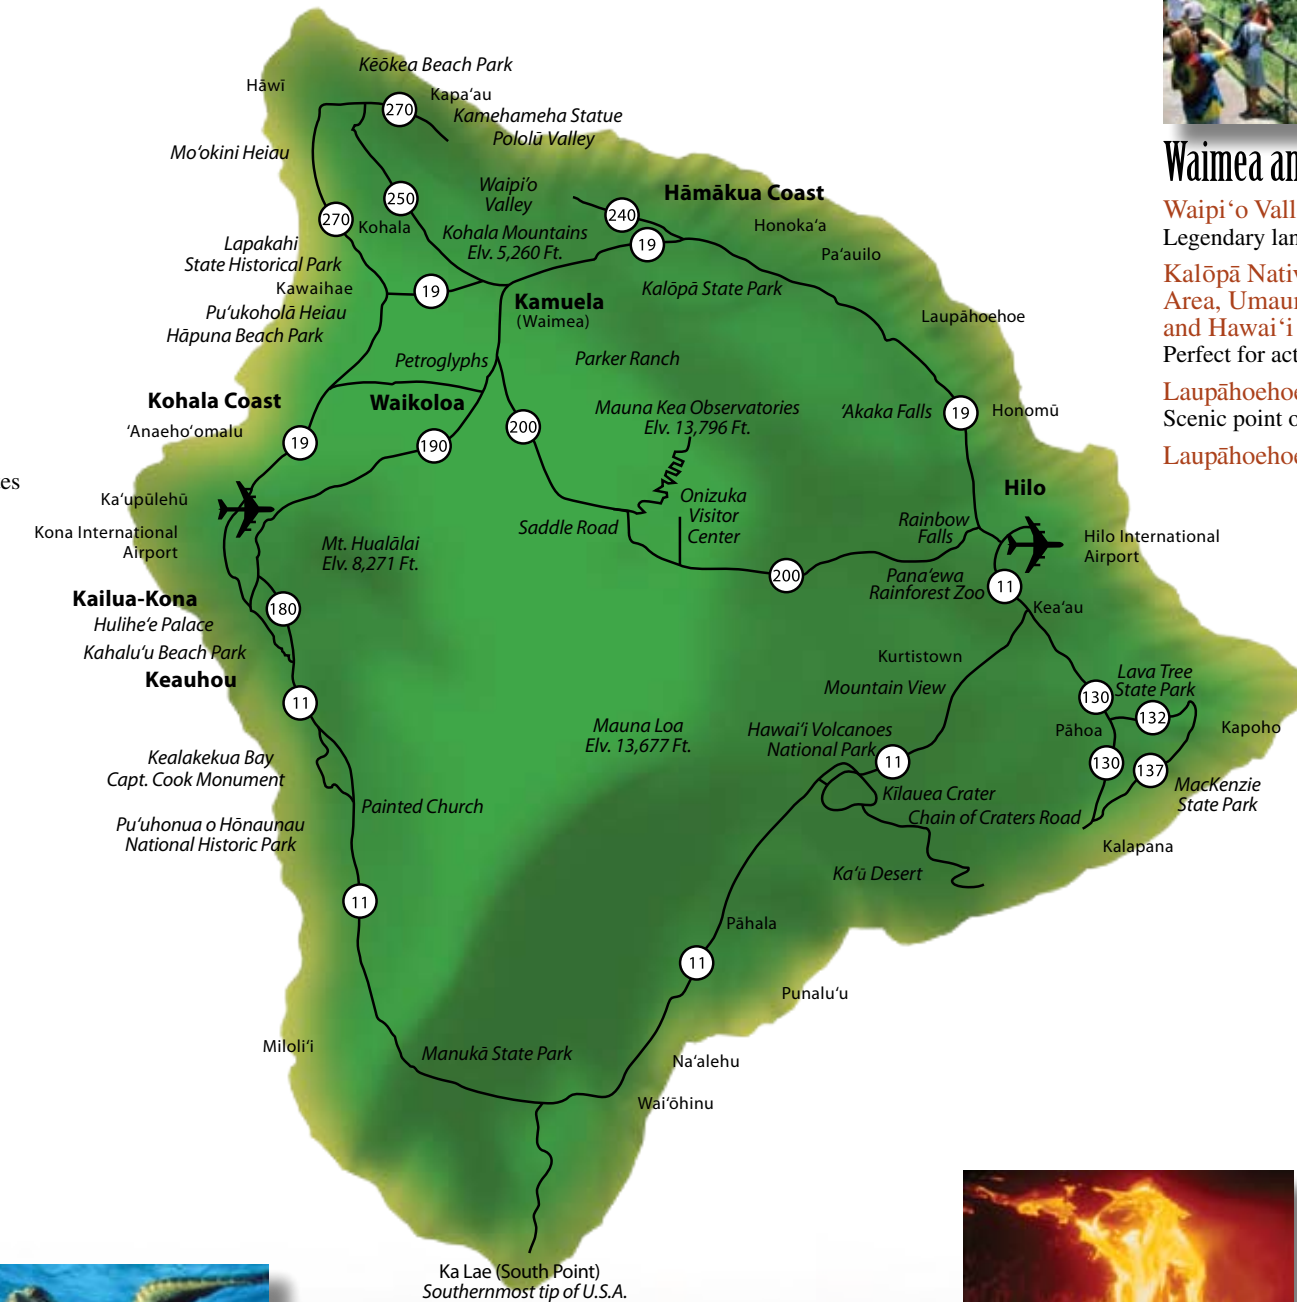 Kēōkea Beach Park
Hāwī
Kapa‘au
270
Kamehameha Statue
Pololū Valley
Mo‘okini Heiau
Waipi‘o
Valley
250
240
Hāmākua Coast
270
Kohala
Kohala Mountains
Elv. 5,260 Ft.
19
Honoka‘a
Pa‘auilo
Lapakahi
State Historical Park
Kawaihae
19
Kalōpā State Park
Kamuela
(Waimea)
Pu‘ukoholā Heiau
Hāpuna Beach Park
Laupāhoehoe
Petroglyphs
Parker Ranch
Kohala Coast
Waikoloa
Mauna Kea Observatories
Elv. 13,796 Ft.
‘Akaka Falls
19
Honomū
‘Anaeho‘omalu
19
190
200
es
Ka‘upūlehū
Kona International
Airport
Onizuka
Visitor
Center
Hilo
Saddle Road
Rainbow
Falls
Hilo International
Airport
Mt. Hualālai
Elv. 8,271 Ft.
200
Pana‘ewa
Rainforest Zoo
11
Kea‘au
Kailua-Kona
180
Hulihe‘e Palace
Kahalu‘u Beach Park
Keauhou
Kurtistown
Mountain View
Lava Tree
State Park
11
130
132
Mauna Loa
Elv. 13,677 Ft.
Hawai‘i Volcanoes
National Park
11
Pāhoa
Kapoho
130
137
Kealakekua Bay
Capt. Cook Monument
Kīlauea Crater
MacKenzie
State Park
Painted Church
Chain of Craters Road
Pu‘uhonua o Hōnaunau
National Historic Park
Kalapana
Ka‘ū Desert
11
Pāhala
11
Punalu‘u
Miloli‘i
Manukā State Park
Na‘alehu
Wai‘ōhinu
Ka Lae (South Point)
Southernmost tip of U.S.A.
Waimea an
Waipi‘o Vall
Legendary lan
Kalōpā Nativ
Area, Umaur
and Hawai‘i
Perfect for act
Laupāhoehoe
Scenic point o
Laupāhoehoe